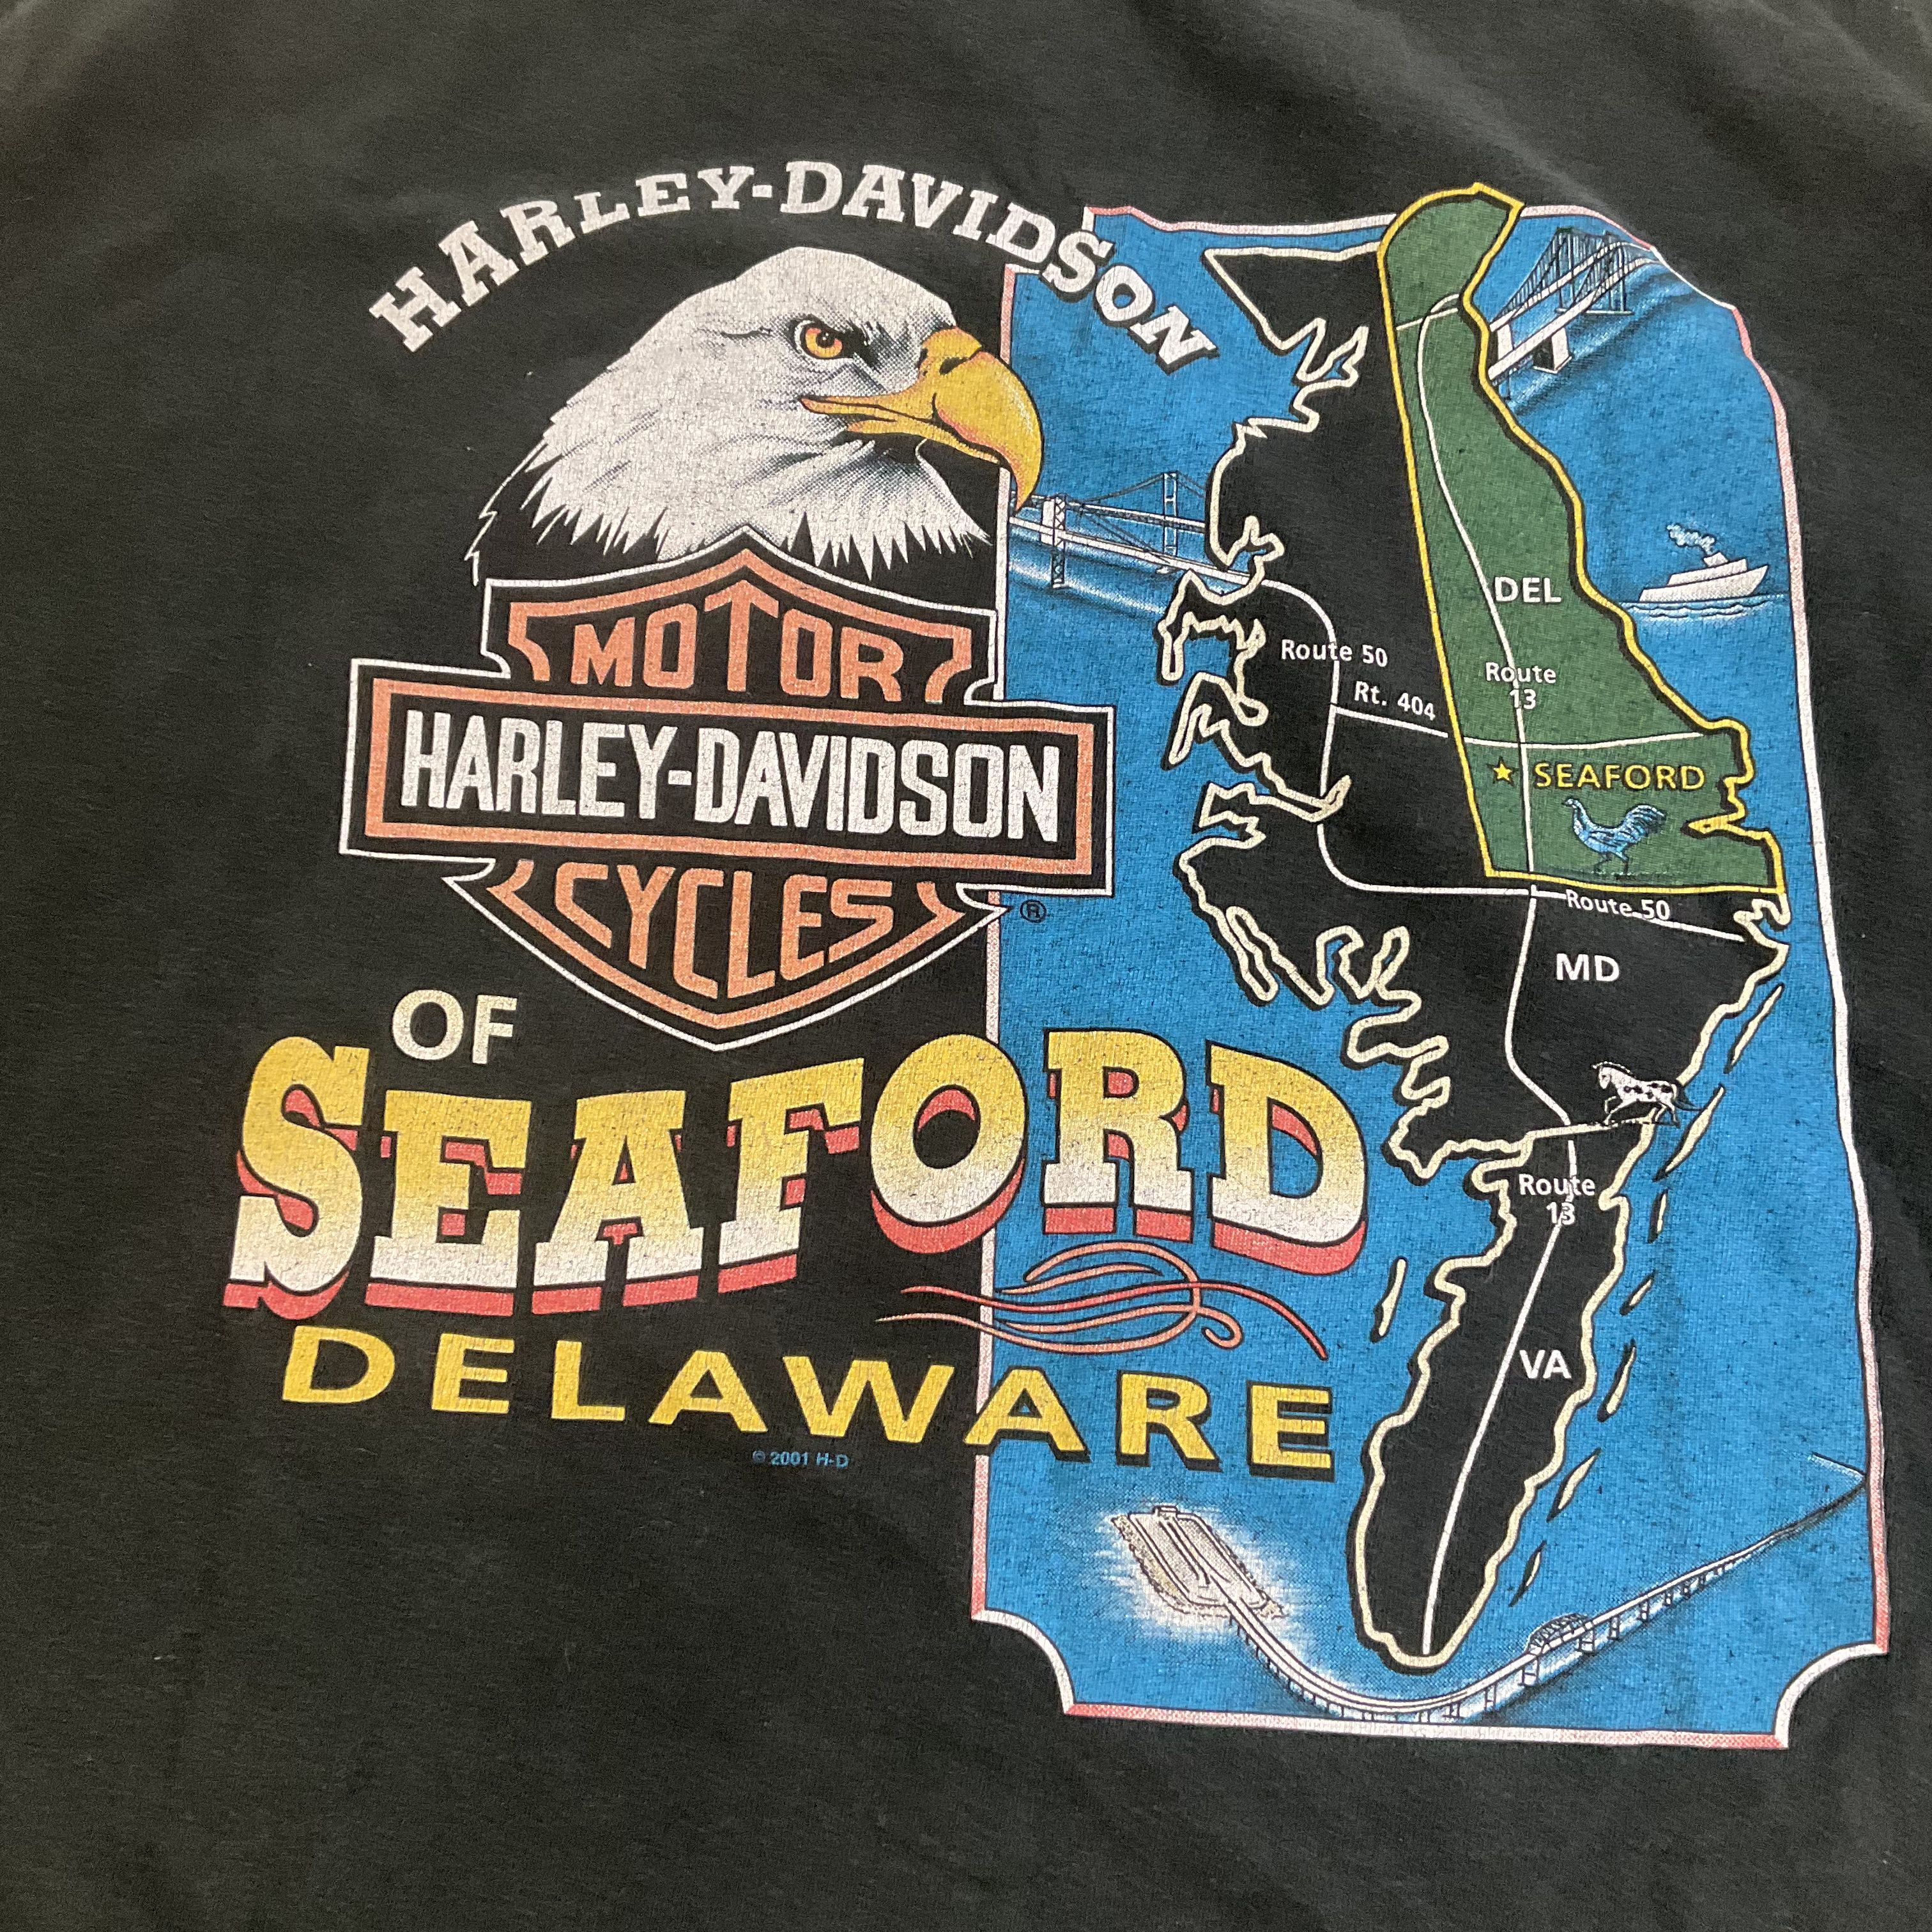 HARLEY-DAVIDSON
MOTOR
HARLEY-DAVIDSON
CYCLES
®
OF
SEAFORD
DELAWARE
© 2001 H-D
DEL
Route 50
Route
13
Rt. 404
SEAFORD
Route 50
MD
Route
13
VA